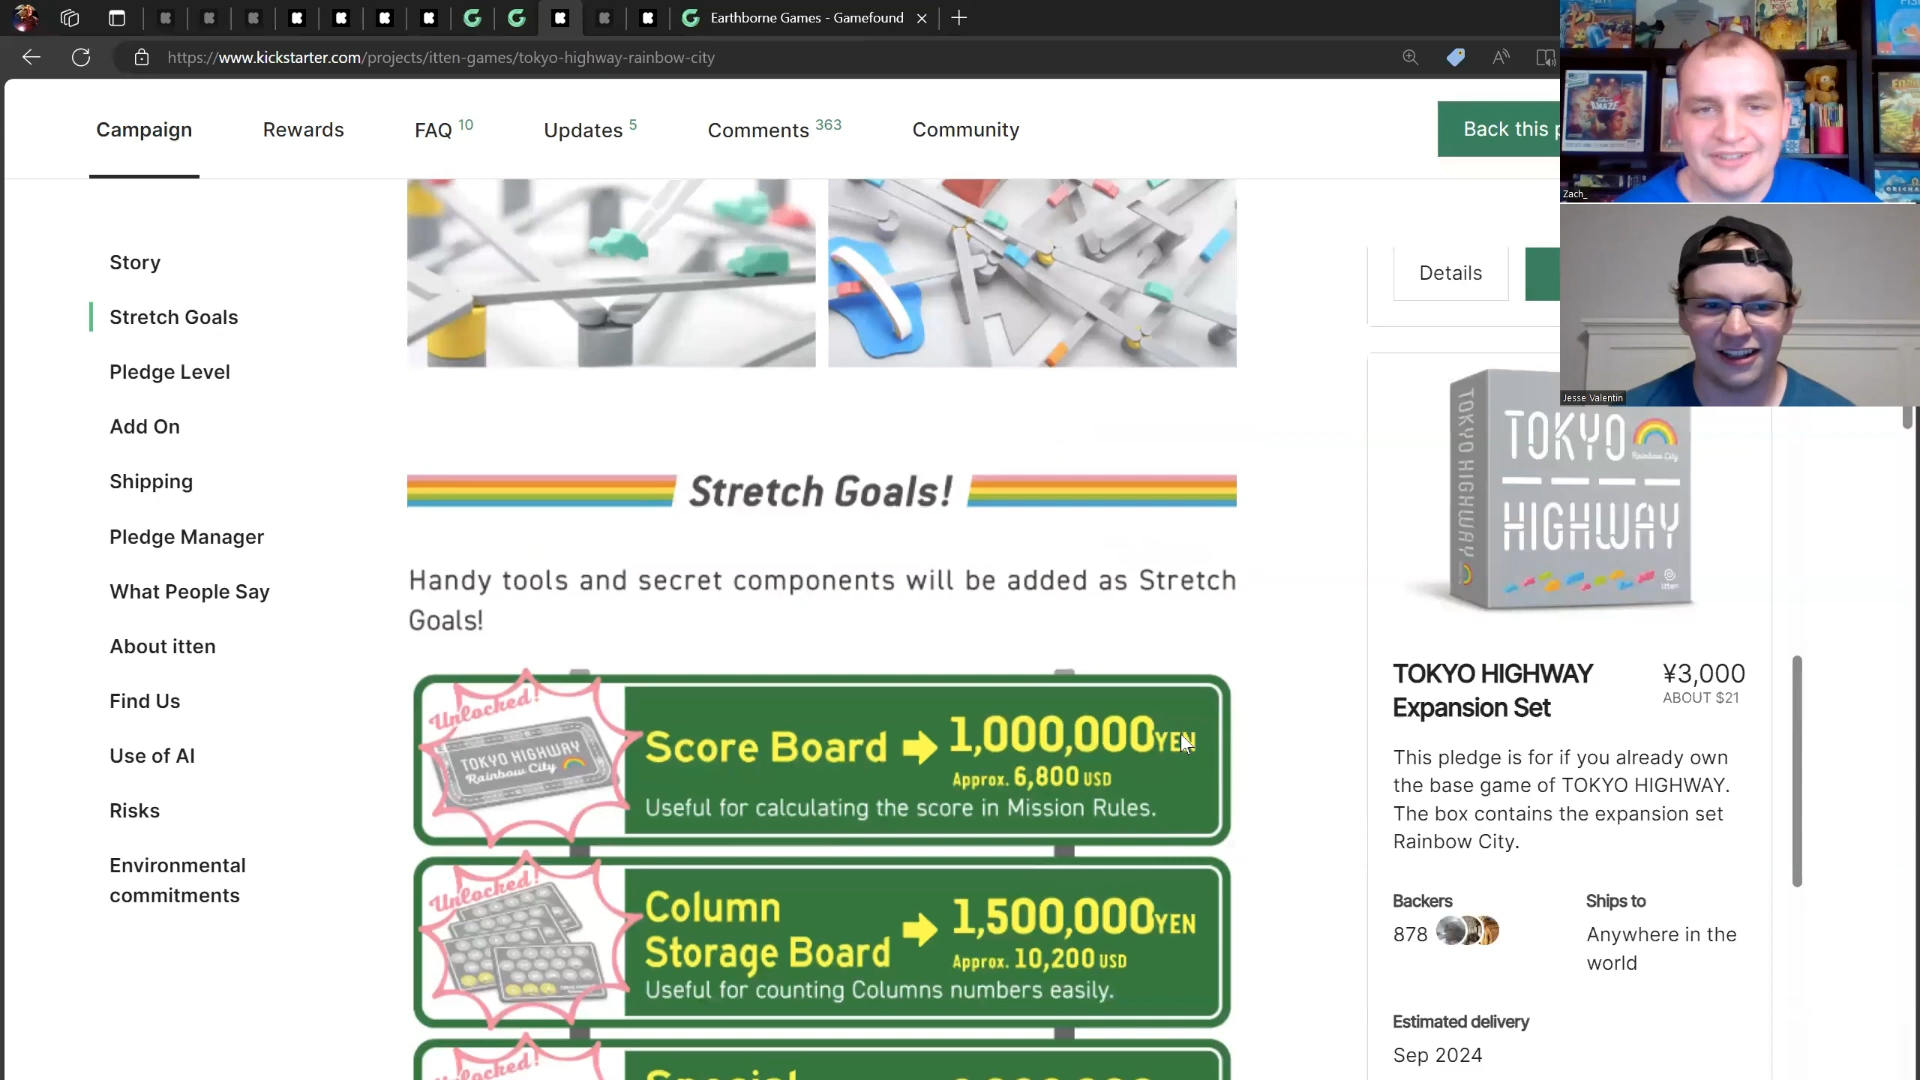 Earthborne Games - Gamefound
https://www.kickstarter.com/projects/itten-games/tokyo-highway-rainbow-city
Campaign
Rewards
FAQ 10
Updates 5
Comments 363
Community
Back this p
Zach_
Jesse Valentin
Story
Stretch Goals
Pledge Level
Add On
Shipping
Pledge Manager
What People Say
About itten
Find Us
Use of AI
Risks
Environmental
commitments
Stretch Goals!
Handy tools and secret components will be added as Stretch
Goals!
Unlocked!
TOKYO HIGHWAY
Rainbow City
Score Board
1,000,000 YEN
Approx. 6,800 USD
Useful for calculating the score in Mission Rules.
Unlocked!
Column
Storage Board
1,500,000 YEN
Approx. 10,200 USD
Useful for counting Columns numbers easily.
Unlocked!
Special
Details
TOKYO HIGHWAY
TOKYO
Rainbow City
HIGHWAY
itten
TOKYO HIGHWAY
Expansion Set
¥3,000
ABOUT $21
This pledge is for if you already own
the base game of TOKYO HIGHWAY.
The box contains the expansion set
Rainbow City.
Backers
878
Ships to
Anywhere in the
world
Estimated delivery
Sep 2024